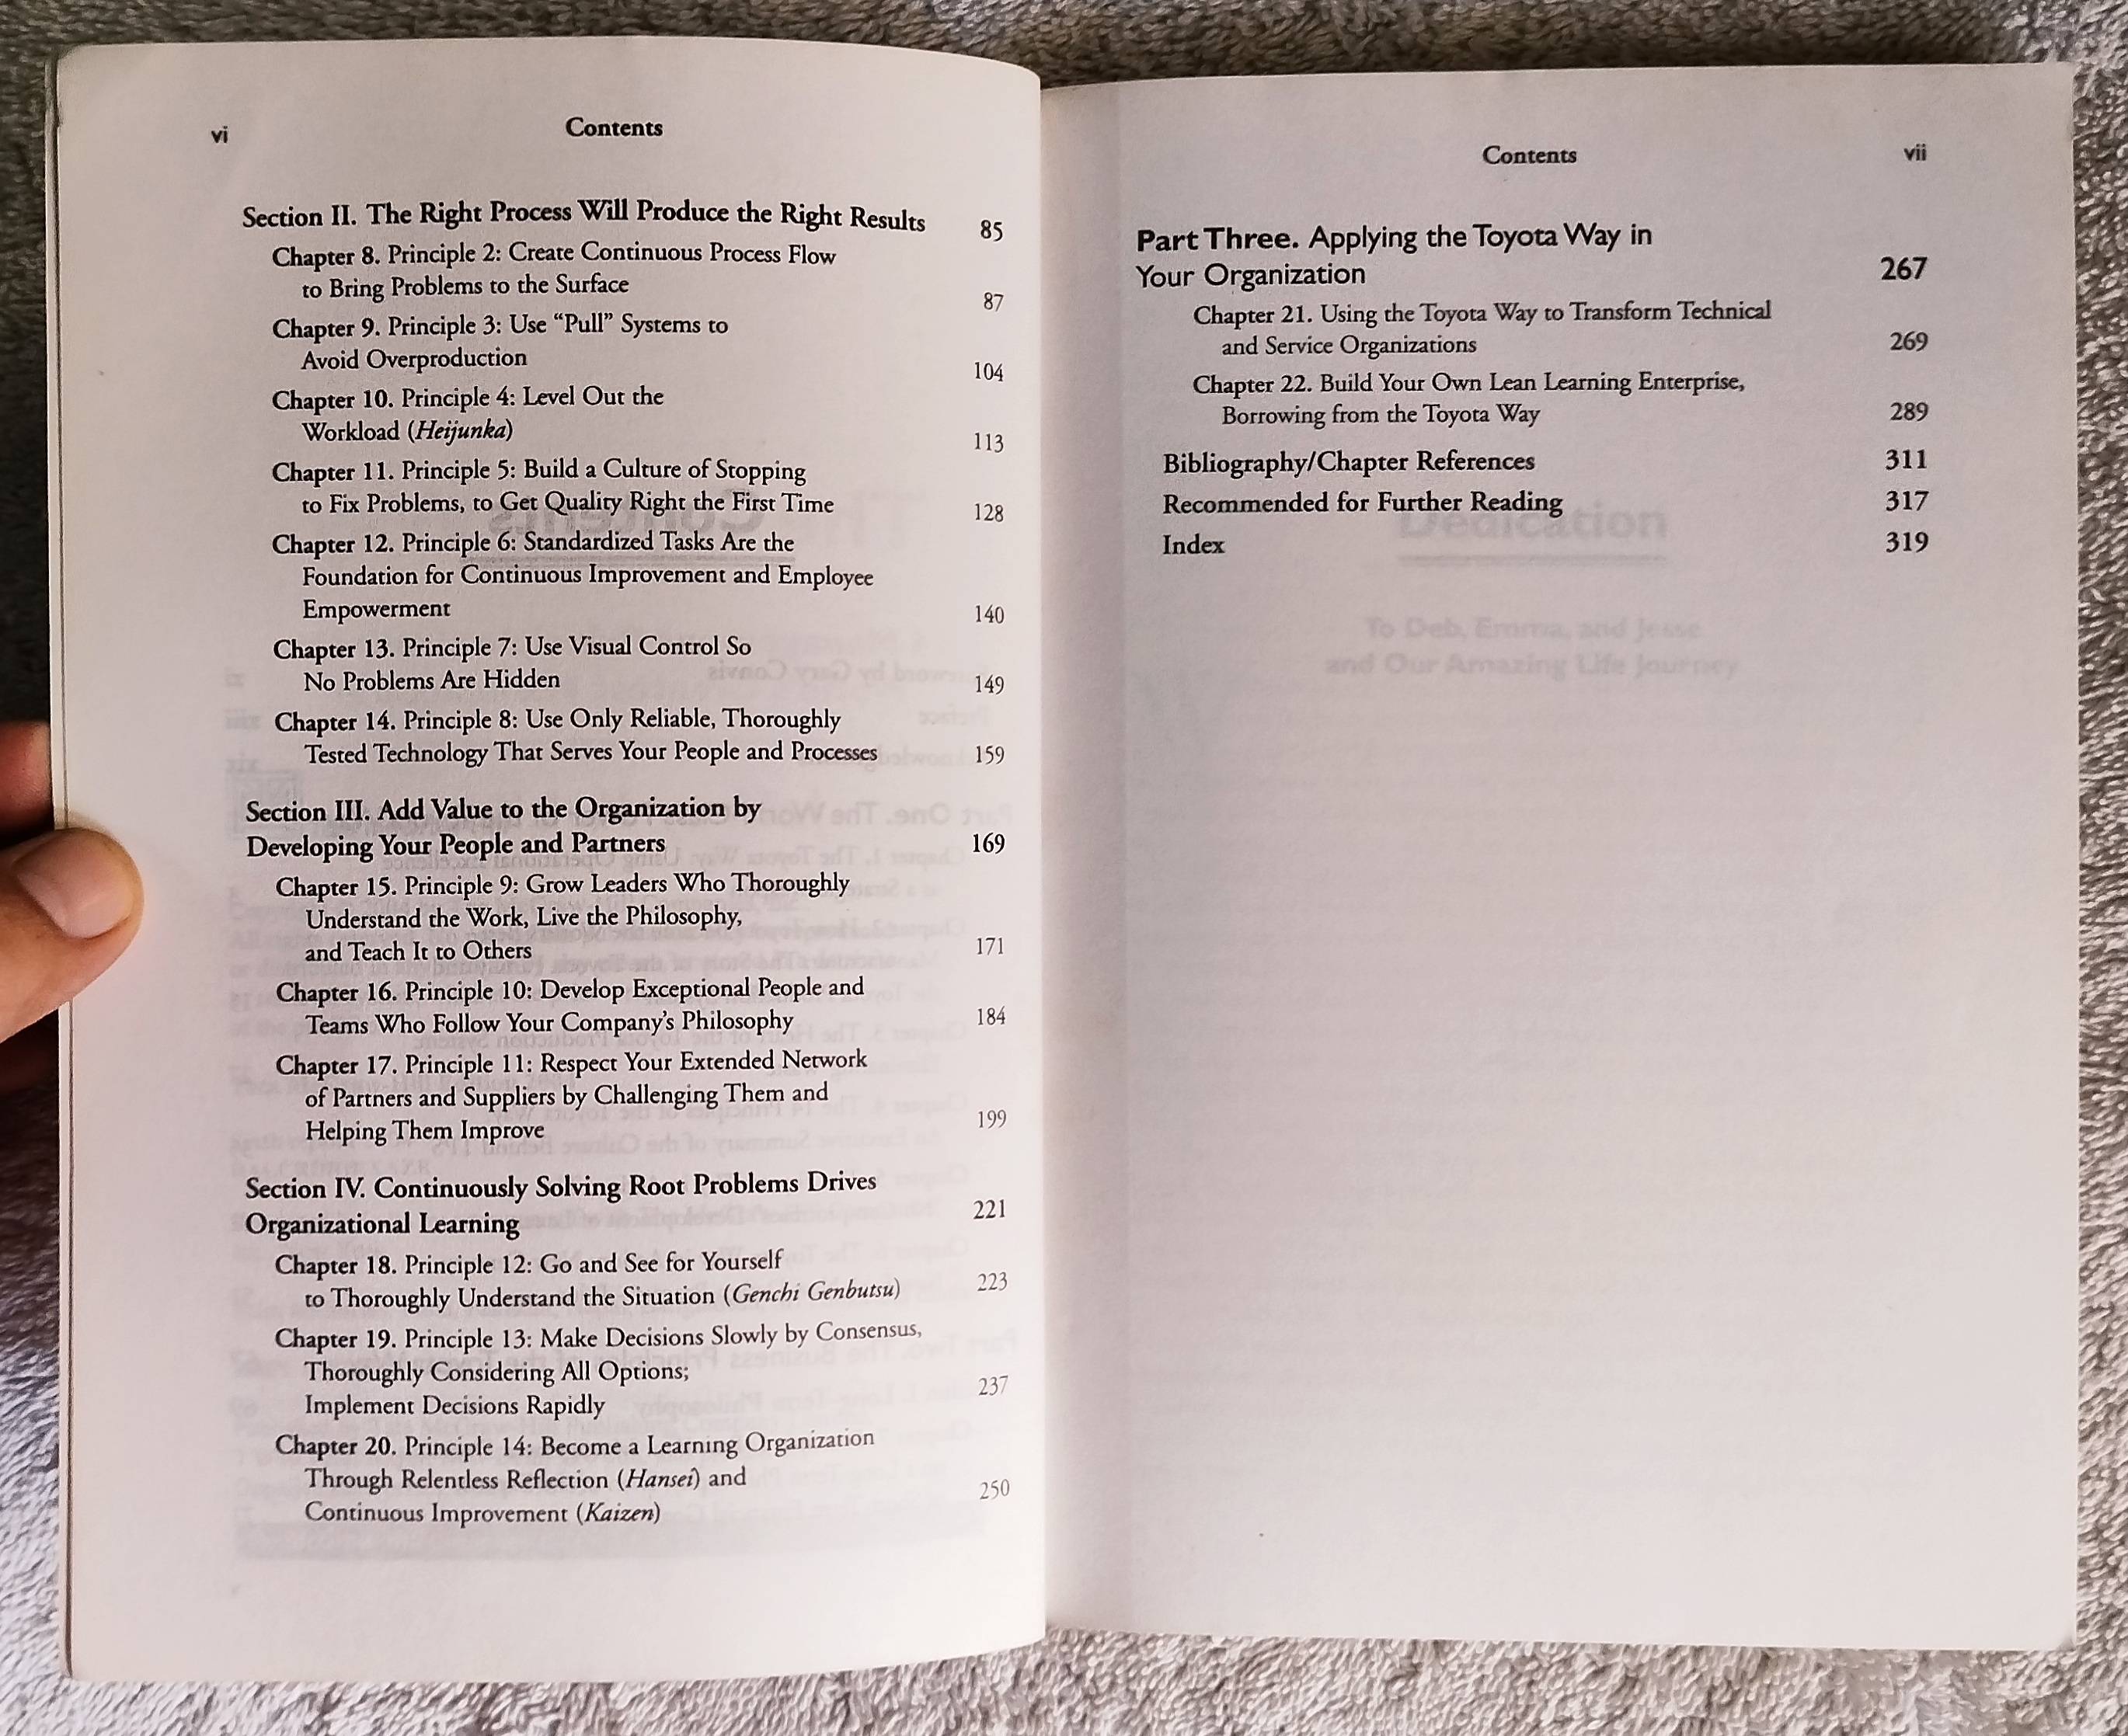 vi
Contents
Section II. The Right Process Will Produce the Right Results 85
Chapter 8. Principle 2: Create Continuous Process Flow
to Bring Problems to the Surface 87
Chapter 9. Principle 3: Use “Pull” Systems to
Avoid Overproduction 104
Chapter 10. Principle 4: Level Out the
Workload (Heijunka) 113
Chapter 11. Principle 5: Build a Culture of Stopping
to Fix Problems, to Get Quality Right the First Time 128
Chapter 12. Principle 6: Standardized Tasks Are the
Foundation for Continuous Improvement and Employee
Empowerment 140
Chapter 13. Principle 7: Use Visual Control So
No Problems Are Hidden 149
Chapter 14. Principle 8: Use Only Reliable, Thoroughly
Tested Technology That Serves Your People and Processes 159
Section III. Add Value to the Organization by
Developing Your People and Partners 169
Chapter 15. Principle 9: Grow Leaders Who Thoroughly
Understand the Work, Live the Philosophy,
and Teach It to Others 171
Chapter 16. Principle 10: Develop Exceptional People and
Teams Who Follow Your Company’s Philosophy 184
Chapter 17. Principle 11: Respect Your Extended Network
of Partners and Suppliers by Challenging Them and
Helping Them Improve 199
Section IV. Continuously Solving Root Problems Drives
Organizational Learning 221
Chapter 18. Principle 12: Go and See for Yourself
to Thoroughly Understand the Situation (Genchi Genbutsu) 223
Chapter 19. Principle 13: Make Decisions Slowly by Consensus,
Thoroughly Considering All Options;
Implement Decisions Rapidly 237
Chapter 20. Principle 14: Become a Learning Organization
Through Relentless Reflection (Hansei) and
Continuous Improvement (Kaizen) 250
Contents
vii
Part Three. Applying the Toyota Way in
Your Organization 267
Chapter 21. Using the Toyota Way to Transform Technical
and Service Organizations 269
Chapter 22. Build Your Own Lean Learning Enterprise,
Borrowing from the Toyota Way 289
Bibliography/Chapter References 311
Recommended for Further Reading 317
Index 319
Dedication
To Deb, Emma, and Jesse
and Our Amazing Life Journey